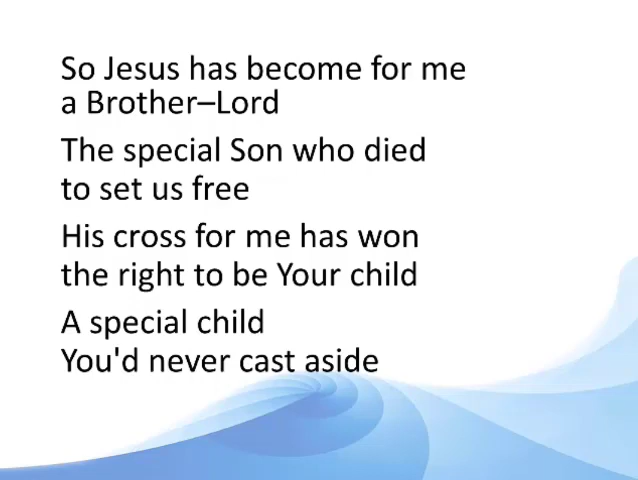 So Jesus has become for me
a Brother–Lord
The special Son who died
to set us free
His cross for me has won
the right to be Your child
A special child
You'd never cast aside